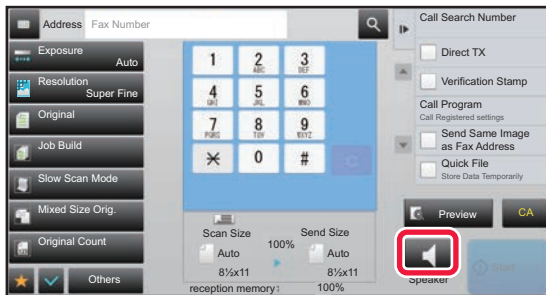 Address Fax Number
Call Search Number
Exposure
Auto
Resolution
Super Fine
Original
Job Build
Slow Scan Mode
Mixed Size Orig.
Original Count
Others
1 2 3
ABC DEF
4 5 6
GHI JKL MNO
7 8 9
PQRS TUV WXYZ
0 #
C
Scan Size
Auto
8½x11
100%
Send Size
Auto
8½x11
reception memory: 100%
Direct TX
Verification Stamp
Call Program
Call Registered settings
Send Same Image
as Fax Address
Quick File
Store Data Temporarily
Preview
CA
Speaker
Start